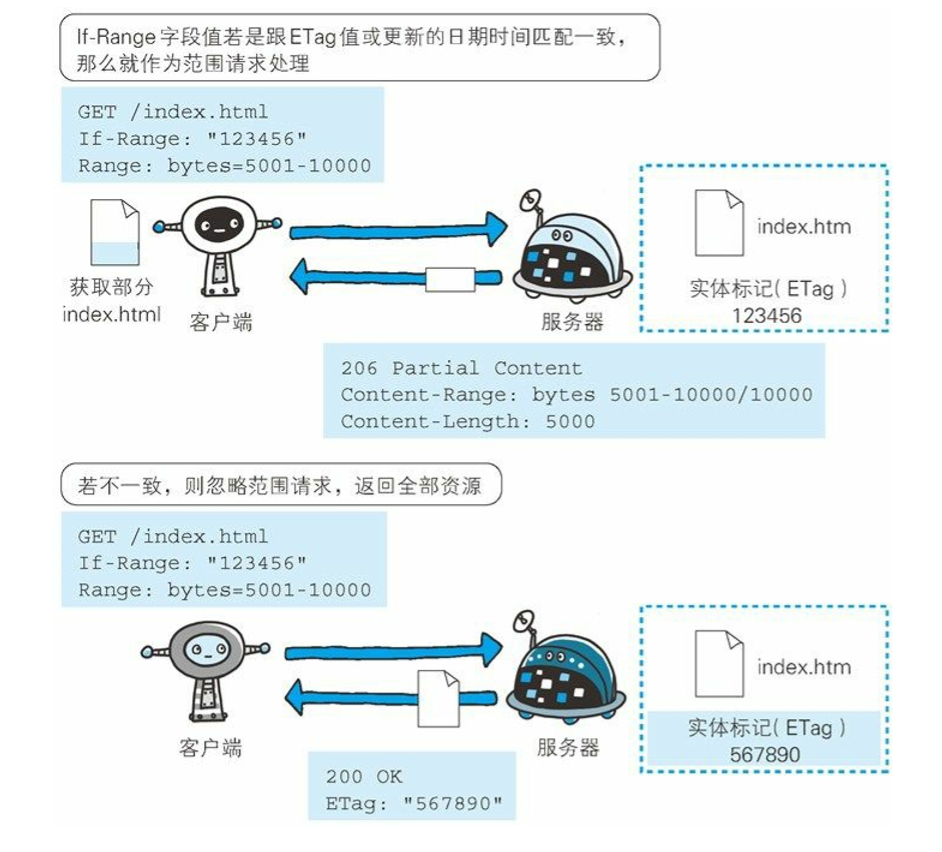 If-Range 字段值若是跟ETag值或更新的日期时间匹配一致，
那么就作为范围请求处理
GET /index.html
If-Range: "123456"
Range: bytes=5001-10000
获取部分
index.html
客户端
服务器
index.htm
实体标记( ETag )
123456
206 Partial Content
Content-Range: bytes 5001-10000/10000
Content-Length: 5000
若不一致，则忽略范围请求，返回全部资源
GET /index.html
If-Range: "123456"
Range: bytes=5001-10000
客户端
服务器
index.htm
实体标记( ETag )
567890
200 OK
ETag: "567890"